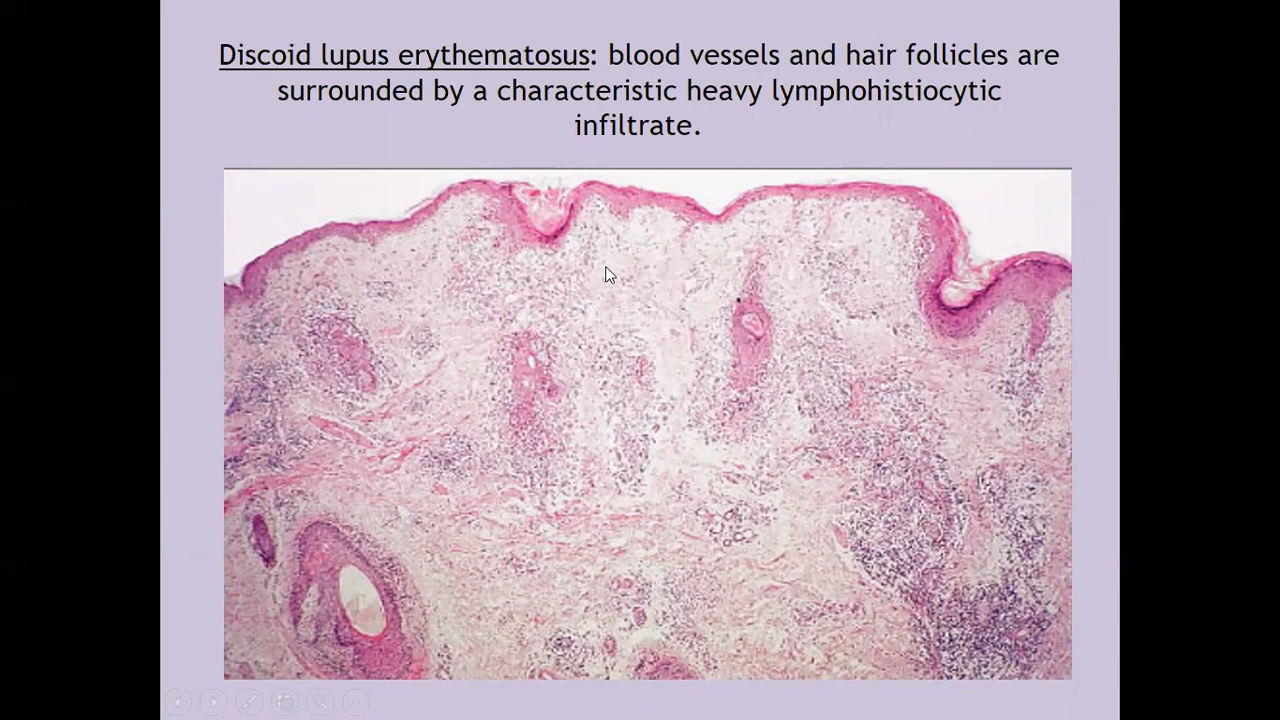 Discoid lupus erythematosus: blood vessels and hair follicles are
surrounded by a characteristic heavy lymphohistiocytic
infiltrate.